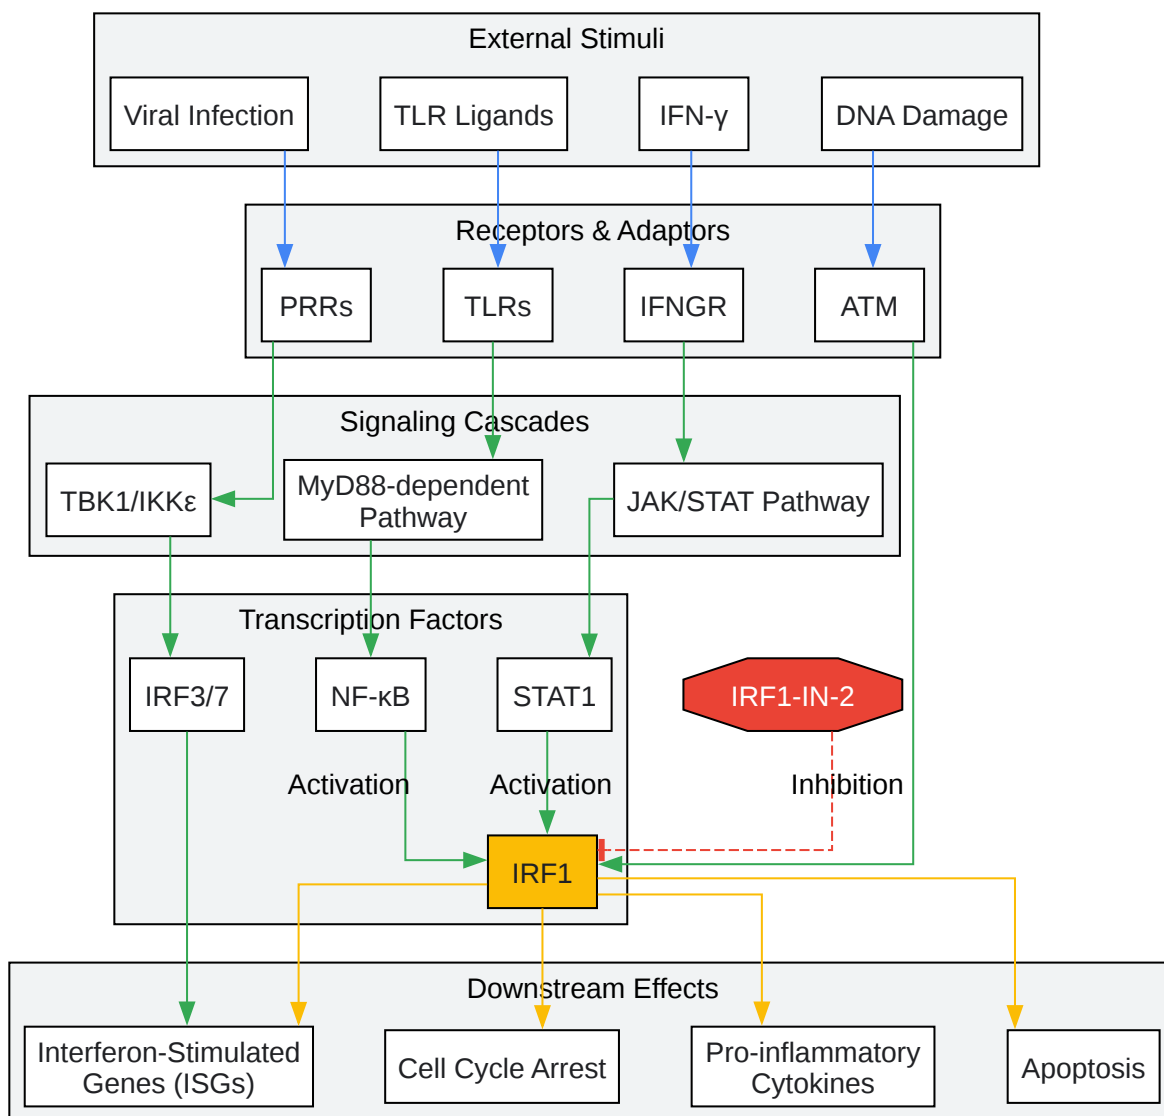 External Stimuli
Viral Infection
TLR Ligands
IFN-γ
DNA Damage
Receptors & Adaptors
PRRs
TLRs
IFNGR
ATM
Signaling Cascades
TBK1/IKKε
MyD88-dependent
Pathway
JAK/STAT Pathway
Transcription Factors
IRF3/7
NF-κB
STAT1
IRF1-IN-2
Activation
Activation
Inhibition
IRF1
Downstream Effects
Interferon-Stimulated
Genes (ISGs)
Cell Cycle Arrest
Pro-inflammatory
Cytokines
Apoptosis